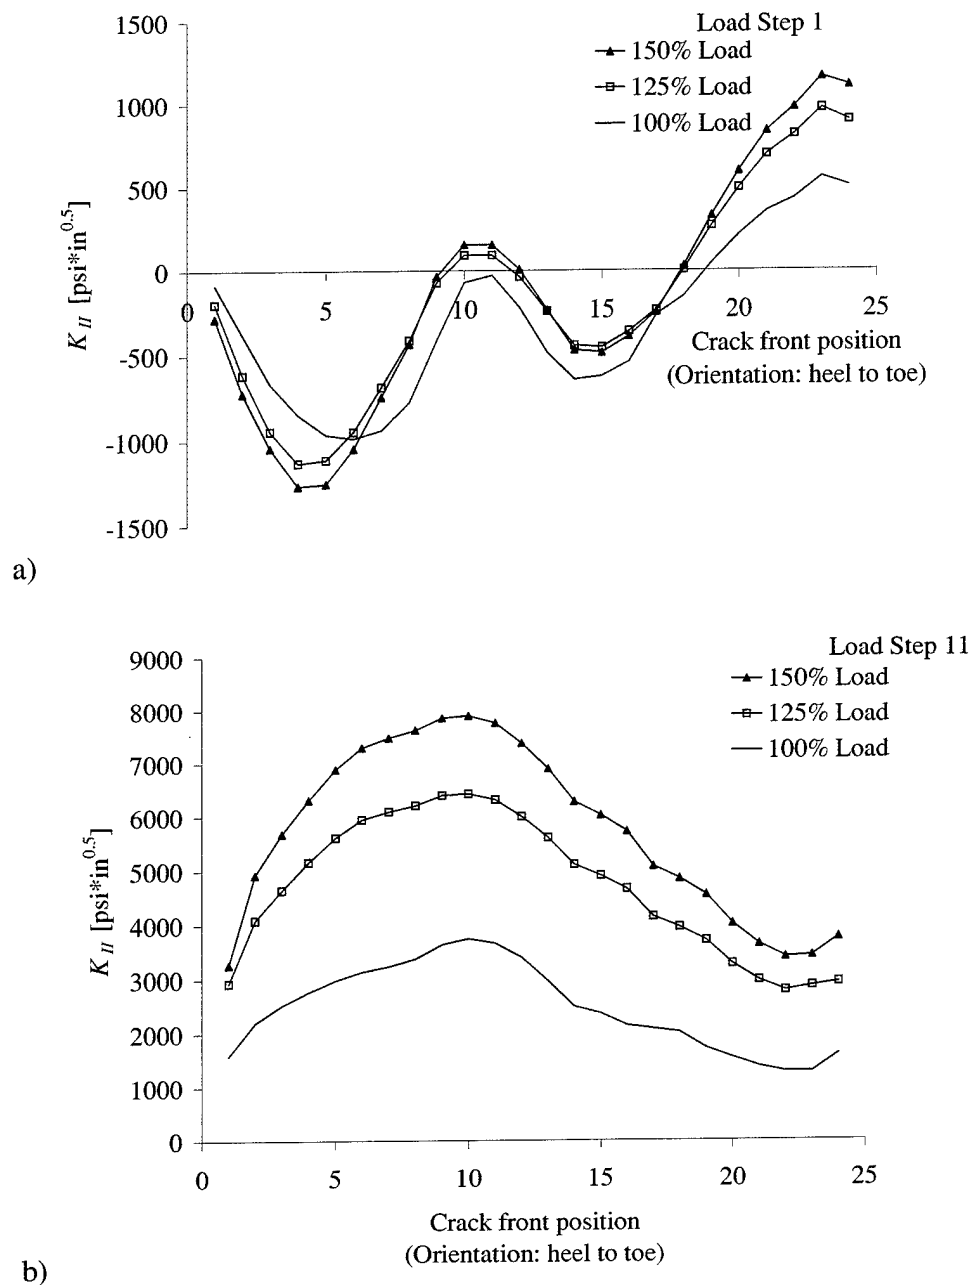 Load Step 1
150% Load
125% Load
100% Load
1500
1000
500
0
-500
-1000
-1500
K_II [psi*in^0.5]
0
5
10
15
20
25
Crack front position
(Orientation: heel to toe)
a)
Load Step 11
150% Load
125% Load
100% Load
9000
8000
7000
6000
5000
4000
3000
2000
1000
0
K_II [psi*in^0.5]
0
5
10
15
20
25
Crack front position
(Orientation: heel to toe)
b)